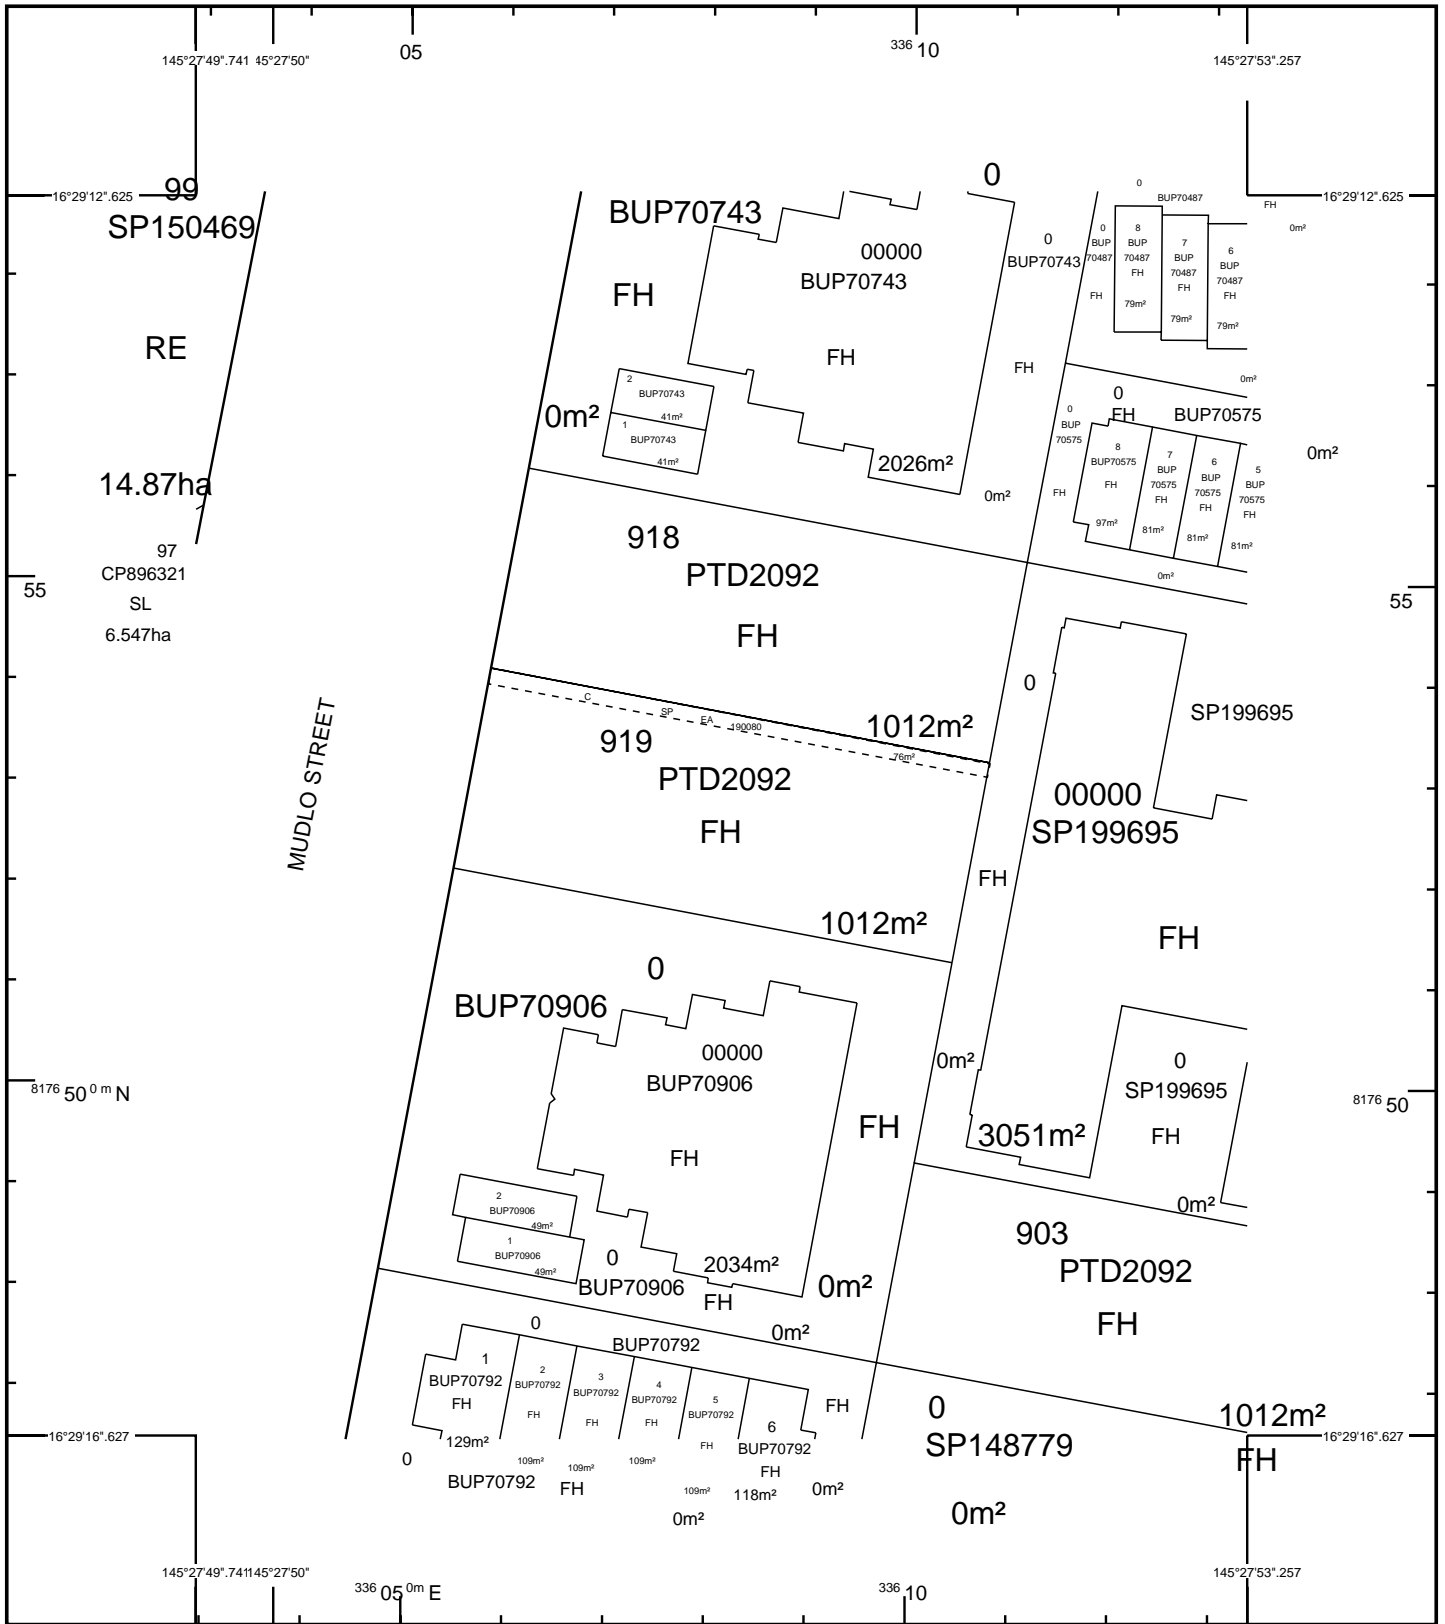 05
336 10
145°27'49".741
45°27'50"
145°27'53".257
16°29'12".625
16°29'12".625
99
SP150469
RE
14.87ha
97
CP896321
SL
6.547ha
MUDLO STREET
55
55
BUP70743
FH
0m²
0
00000
BUP70743
FH
2026m²
2
BUP70743
41m²
1
BUP70743
41m²
0
BUP70743
FH
0m²
0
BUP70487
FH
0m²
0
BUP
70487
FH
8
BUP
70487
FH
79m²
7
BUP
70487
FH
79m²
6
BUP
70487
FH
79m²
0m²
0
FH
BUP70575
0m²
0
BUP
70575
FH
8
BUP70575
FH
97m²
7
BUP
70575
FH
81m²
6
BUP
70575
FH
81m²
5
BUP
70575
FH
81m²
0m²
918
PTD2092
FH
1012m²
C
SP
EA
190080
76m²
919
PTD2092
FH
1012m²
0
SP199695
00000
SP199695
FH
FH
0m²
3051m²
0
SP199695
FH
0m²
0
BUP70906
00000
BUP70906
FH
FH
2034m²
0m²
2
BUP70906
49m²
1
BUP70906
49m²
0
BUP70906
FH
0m²
8176 50 0 m N
8176 50
903
PTD2092
FH
1012m²
0
BUP70792
1
BUP70792
FH
129m²
2
BUP70792
FH
109m²
3
BUP70792
FH
109m²
4
BUP70792
FH
109m²
5
BUP70792
FH
109m²
6
BUP70792
FH
118m²
FH
0m²
0
BUP70792
FH
0m²
0
SP148779
FH
0m²
16°29'16".627
16°29'16".627
145°27'49".741
145°27'50"
336 05 0m E
336 10
145°27'53".257